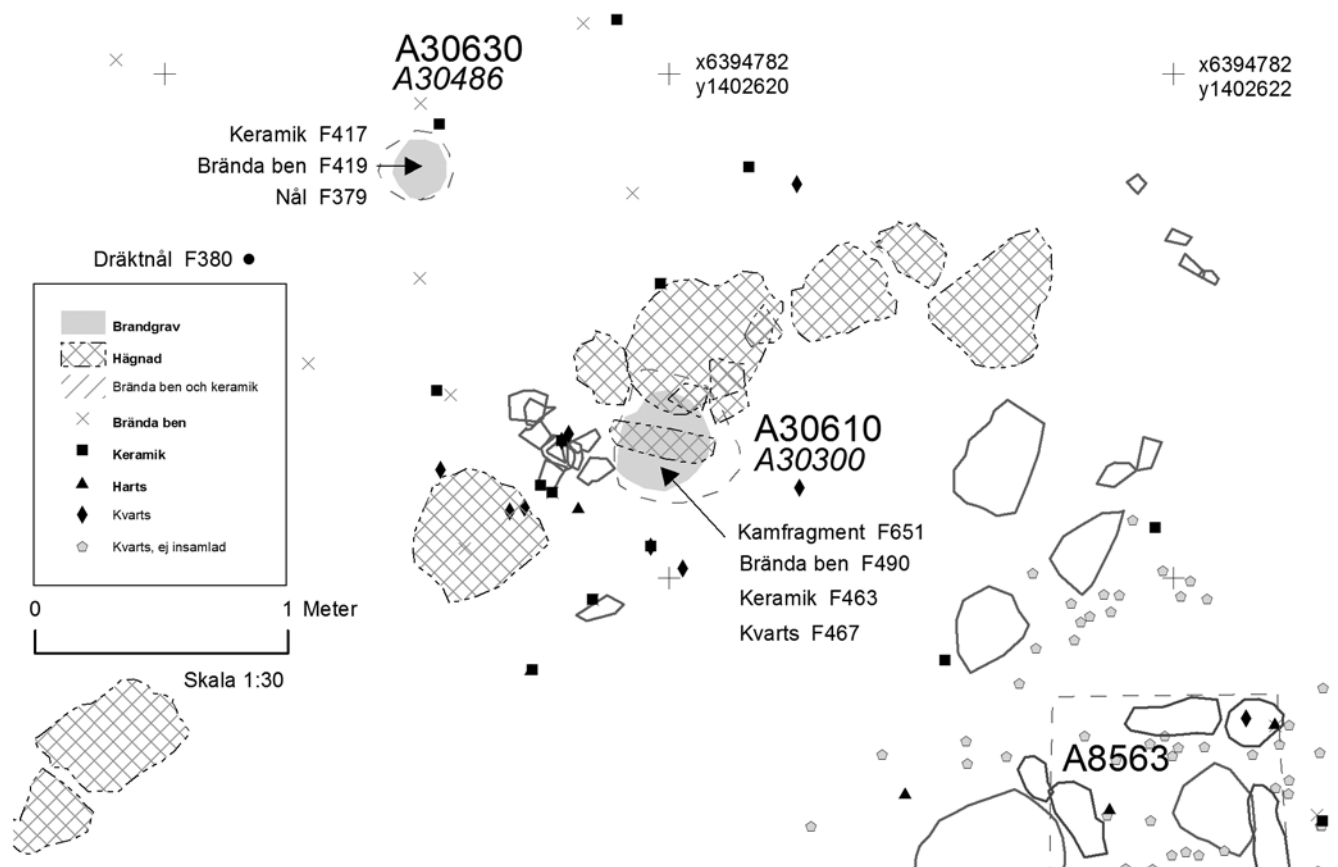 A30630
A30486
x6394782
y1402620
x6394782
y1402622
Keramik F417
Brända ben F419
Nål F379
Dräktnål F380
Brandgrav
Hägnad
Brända ben och keramik
Brända ben
Keramik
Harts
Kvarts
Kvarts, ej insamlad
0 1 Meter
Skala 1:30
A30610
A30300
Kamfragment F651
Brända ben F490
Keramik F463
Kvarts F467
A8563